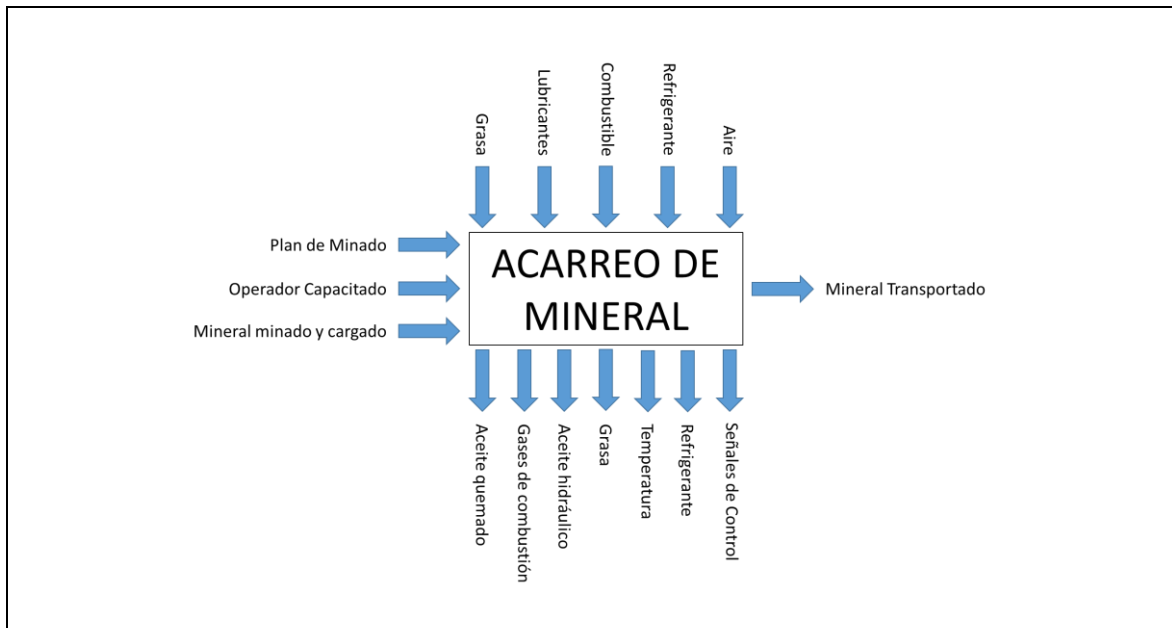 Grasa
Lubricantes
Combustible
Refrigerante
Aire
Plan de Minado
Operador Capacitado
Mineral minado y cargado
ACARREO DE
MINERAL
Mineral Transportado
Aceite quemado
Gases de combustión
Aceite hidráulico
Grasa
Temperatura
Refrigerante
Señales de Control